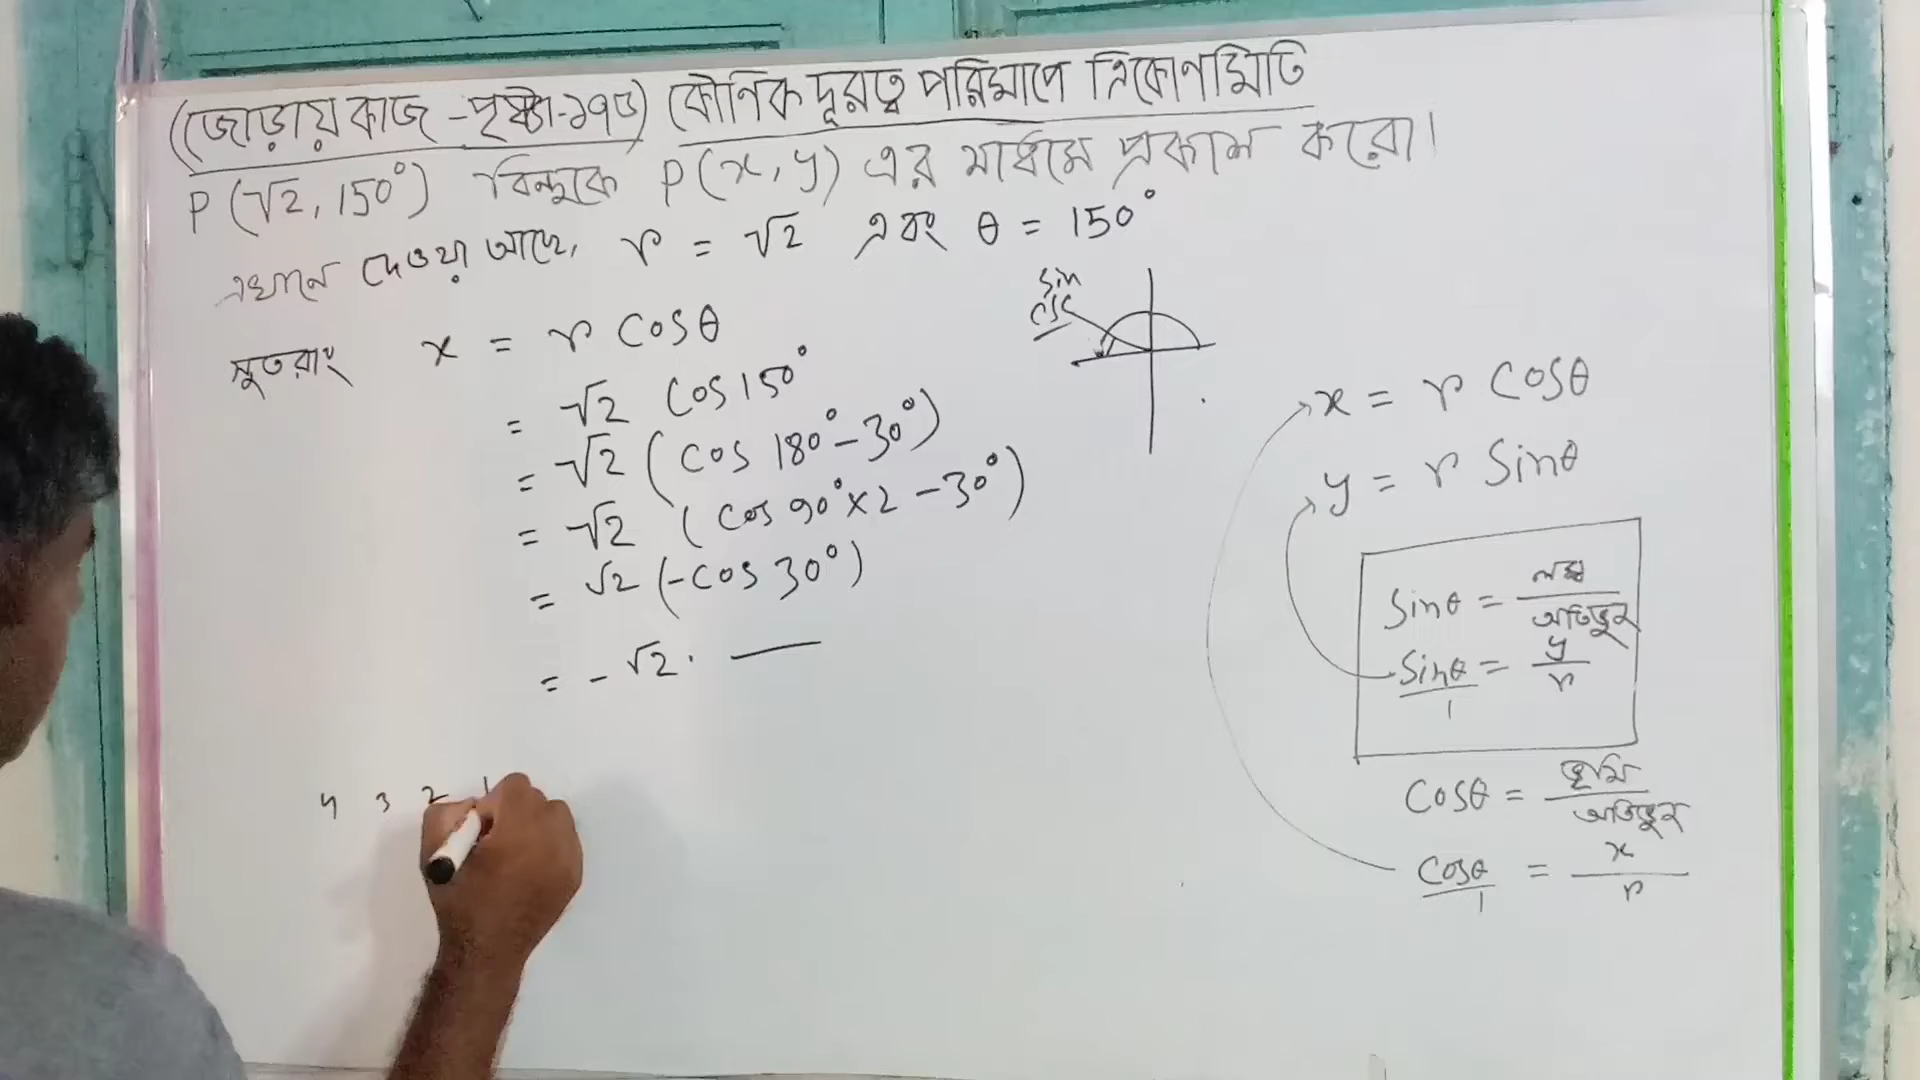 (জোড়ায় কাজ -পৃষ্ঠা-১৭৩) কৌনিক দূরত্ব পরিমাপে ত্রিকোণমিতি
P(√2, 150°) বিন্দুকে P(x, y) এর মাধ্যমে প্রকাশ করো।
এখানে দেওয়া আছে, r = √2 এবং θ = 150°
সুতরাং x = r Cosθ
= √2 Cos 150°
= √2 (Cos 180° - 30°)
= √2 (Cos 90° × 2 - 30°)
= √2 (-Cos 30°)
= - √2 . —
4 3 2 1
Sin
x = r Cosθ
y = r Sinθ
Sinθ = লম্ব / অতিভুজ
Sinθ / 1 = y / r
Cosθ = ভূমি / অতিভুজ
Cosθ / 1 = x / r